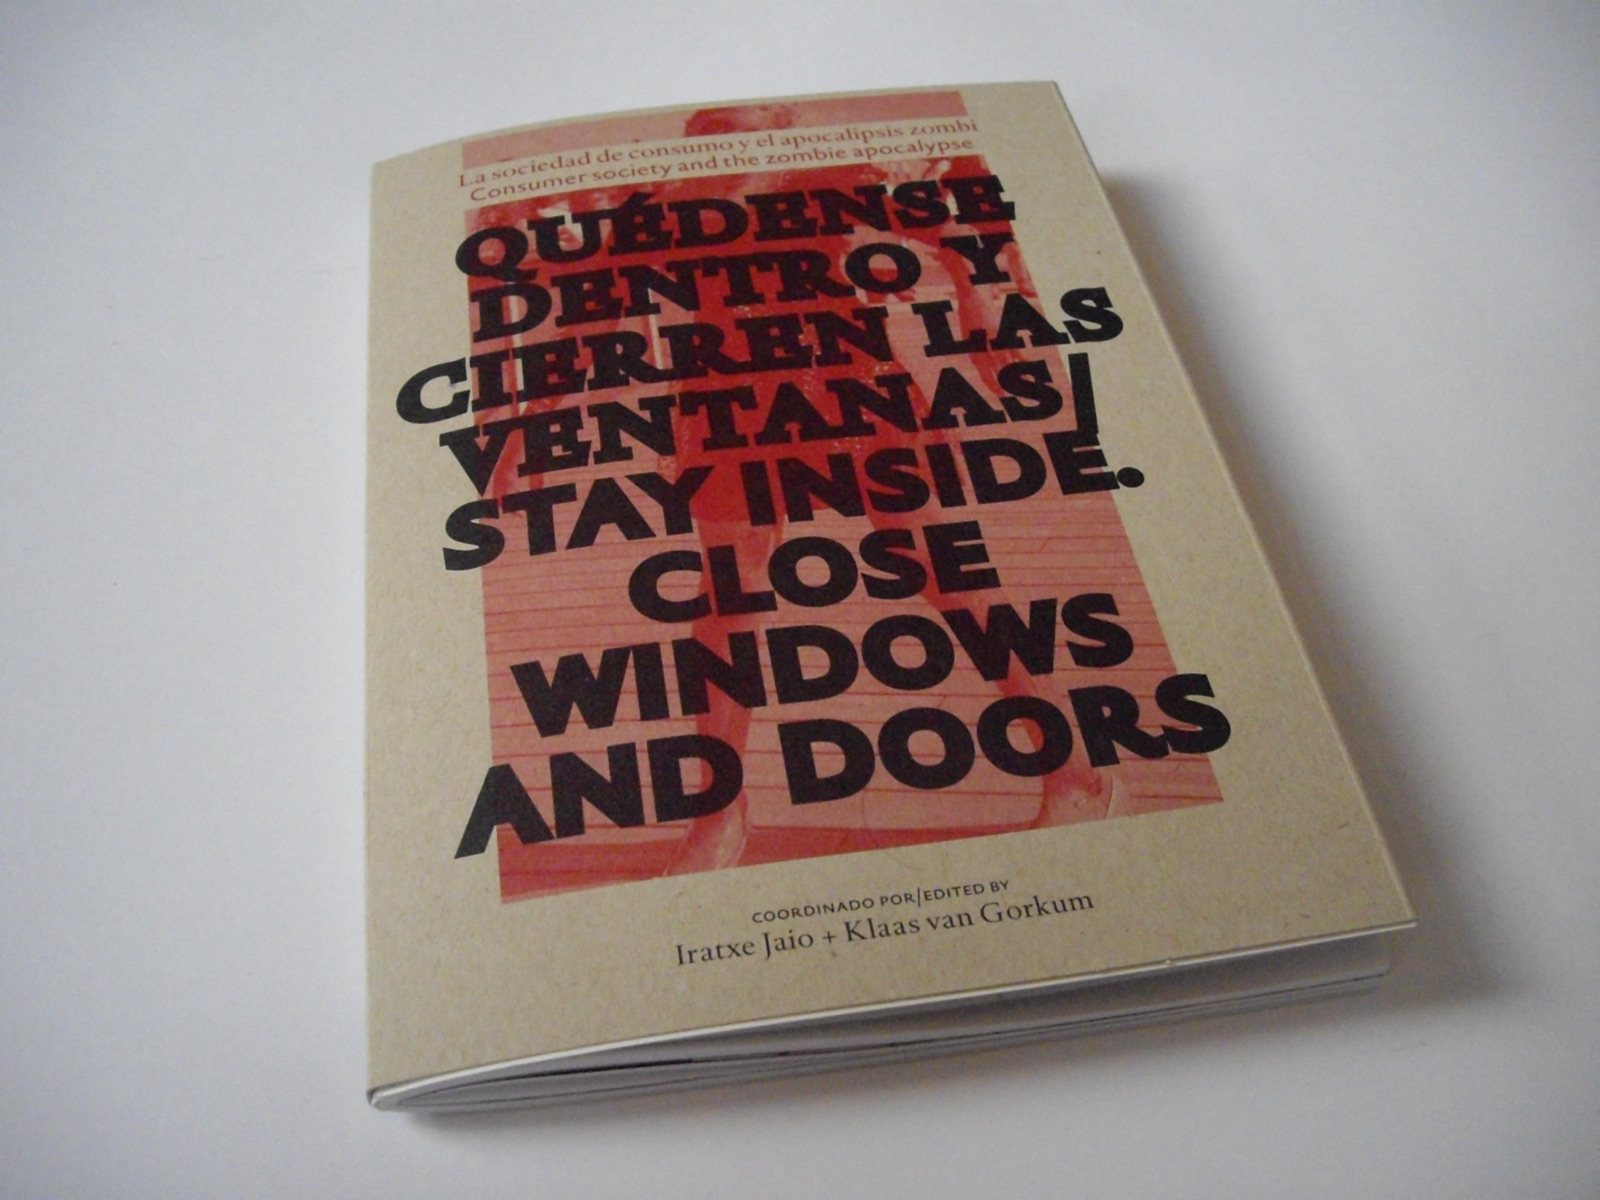 La sociedad de consumo y el apocalipsis zombi
Consumer society and the zombie apocalypse
QUÉDENSE
DENTRO Y
CIERREN LAS
VENTANAS/
STAY INSIDE.
CLOSE
WINDOWS
AND DOORS
COORDINADO POR/EDITED BY
Iratxe Jaio + Klaas van Gorkum